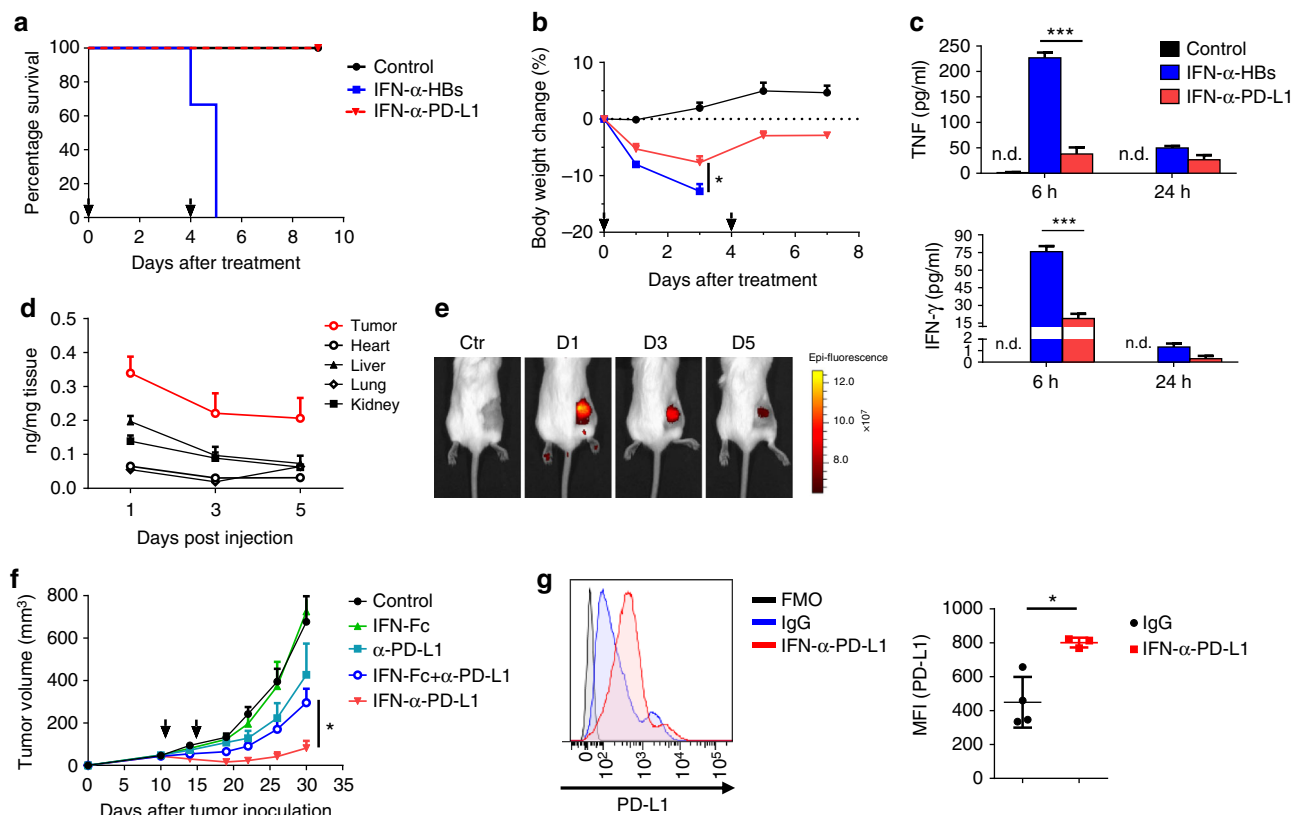 a
Percentage survival
100
80
60
40
20
0
0 2 4 6 8 10
Days after treatment
Control
IFN-α-HBs
IFN-α-PD-L1
b
Body weight change (%)
10
0
−10
−20
0 2 4 6 8
Days after treatment
c
***
TNF (pg/ml)
250
200
150
100
50
0
n.d. n.d.
6 h 24 h
Control
IFN-α-HBs
IFN-α-PD-L1
***
IFN-γ (pg/ml)
90
75
60
45
30
15
2
1
0
n.d. n.d.
6 h 24 h
d
ng/mg tissue
0.5
0.4
0.3
0.2
0.1
0.0
1 3 5
Days post injection
Tumor
Heart
Liver
Lung
Kidney
*
e
Ctr D1 D3 D5
Epi-fluorescence
12.0
10.0
8.0
×10⁷
f
Tumor volume (mm³)
800
600
400
200
0
0 5 10 15 20 25 30 35
Days after tumor inoculation
Control
IFN-Fc
α-PD-L1
IFN-Fc+α-PD-L1
IFN-α-PD-L1
*
g
0 10² 10³ 10⁴ 10⁵
PD-L1
FMO
IgG
IFN-α-PD-L1
MFI (PD-L1)
1000
800
600
400
200
0
*
IgG
IFN-α-PD-L1